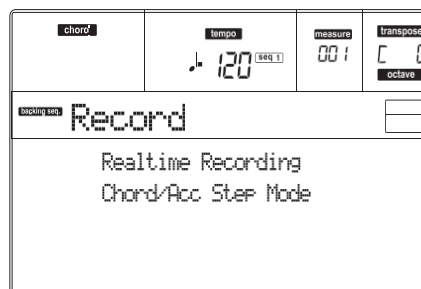 chord tempo measure transpose
120 seq 1 001 C
octave
backing seq. Record
Realtime Recording
Chord/Acc Step Mode